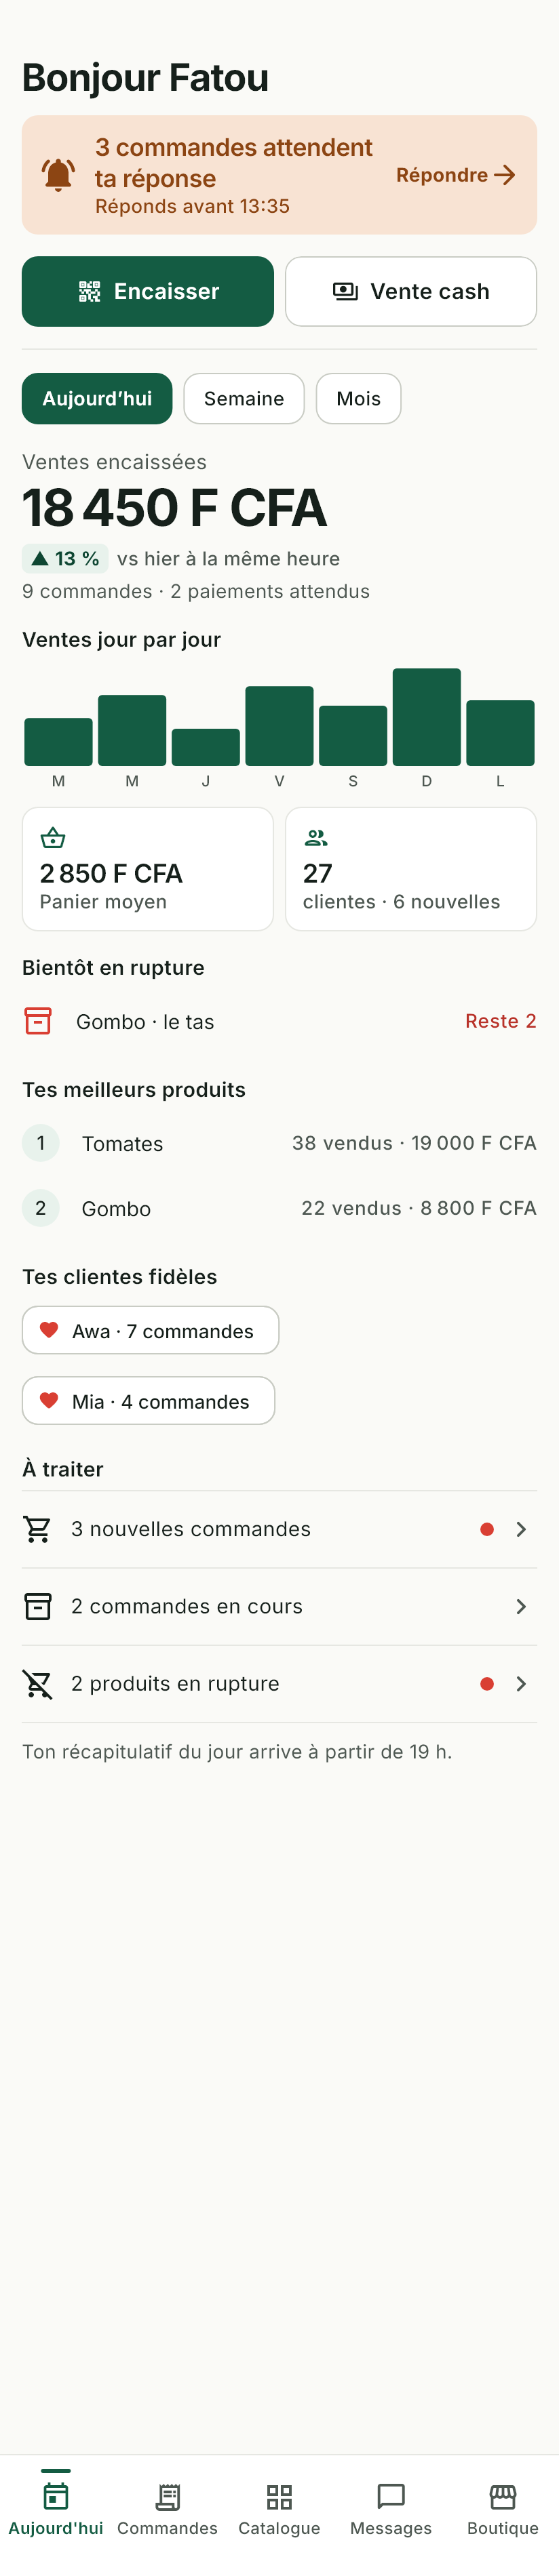 Bonjour Fatou
3 commandes attendent
ta réponse
Réponds avant 13:35
Répondre
Encaisser
Vente cash
Aujourd’hui
Semaine
Mois
Ventes encaissées
18 450 F CFA
▲ 13 % vs hier à la même heure
9 commandes · 2 paiements attendus
Ventes jour par jour
M M J V S D L
2 850 F CFA
Panier moyen
27
clientes · 6 nouvelles
Bientôt en rupture
Gombo · le tas Reste 2
Tes meilleurs produits
1 Tomates 38 vendus · 19 000 F CFA
2 Gombo 22 vendus · 8 800 F CFA
Tes clientes fidèles
Awa · 7 commandes
Mia · 4 commandes
À traiter
3 nouvelles commandes
2 commandes en cours
2 produits en rupture
Ton récapitulatif du jour arrive à partir de 19 h.
Aujourd'hui Commandes Catalogue Messages Boutique